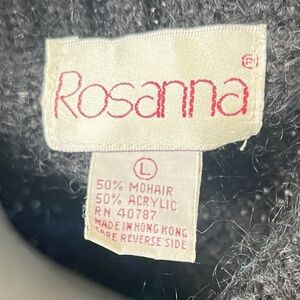 Rosanna ®
L
50% MOHAIR
50% ACRYLIC
RN 40787
MADE IN HONG KONG
CARE REVERSE SIDE